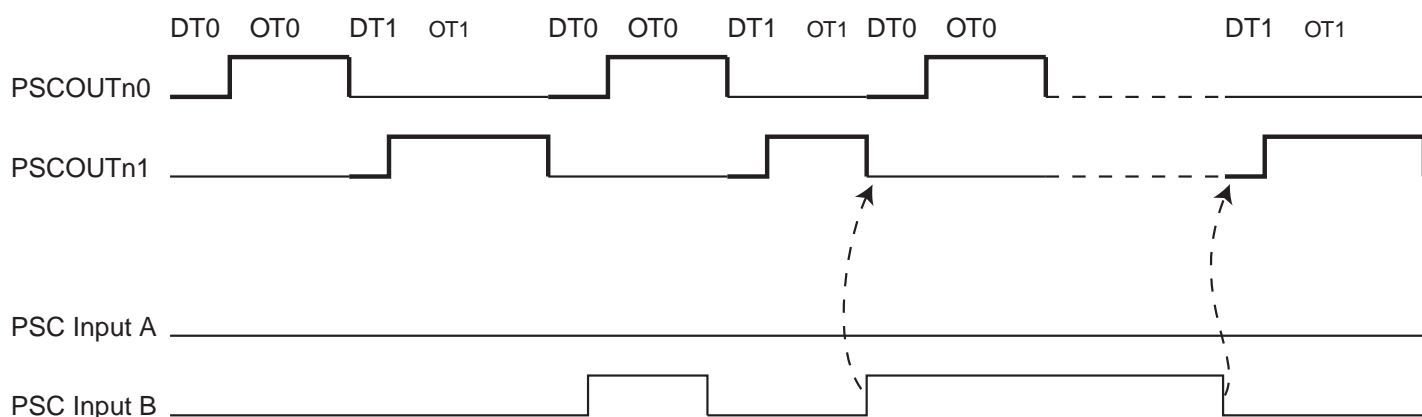 DT0 OT0 DT1 OT1 DT0 OT0 DT1 OT1 DT0 OT0 DT1 OT1
PSCOUTn0
PSCOUTn1
PSC Input A
PSC Input B